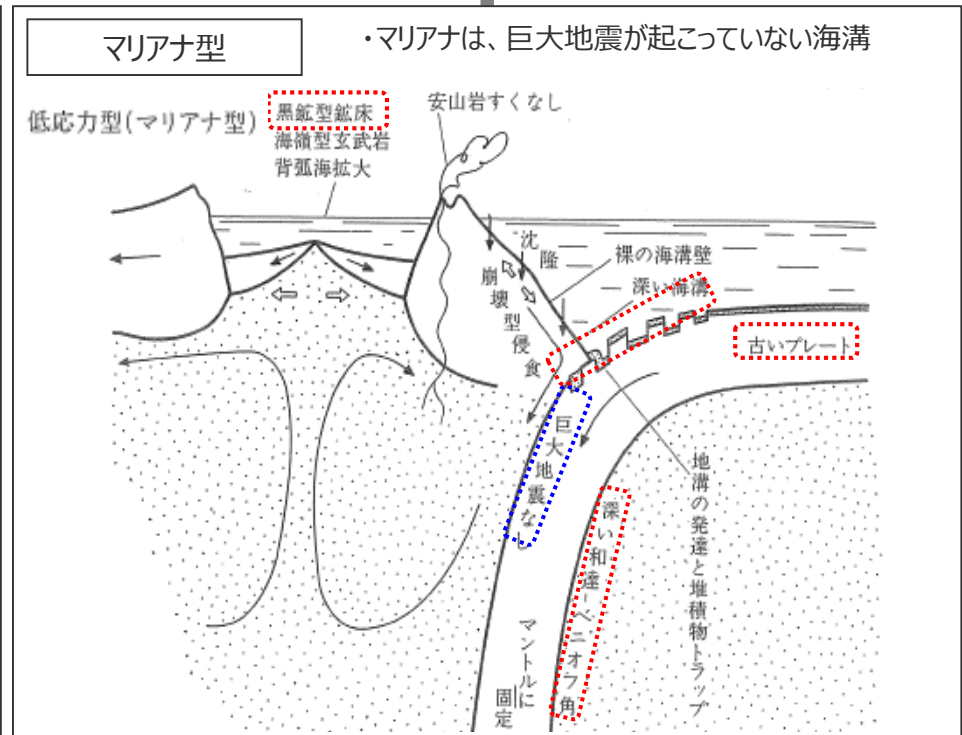 マリアナ型
・マリアナは、巨大地震が起こっていない海溝
低応力型(マリアナ型)
黒鉱型鉱床
海嶺型玄武岩
背弧海拡大
安山岩すくなし
沈隆
崩壊型侵食
裸の海溝壁
深い海溝
古いプレート
巨大地震なし
深い和達-ベニオフ角
地溝の発達と堆積物トラップ
マントルに
固定